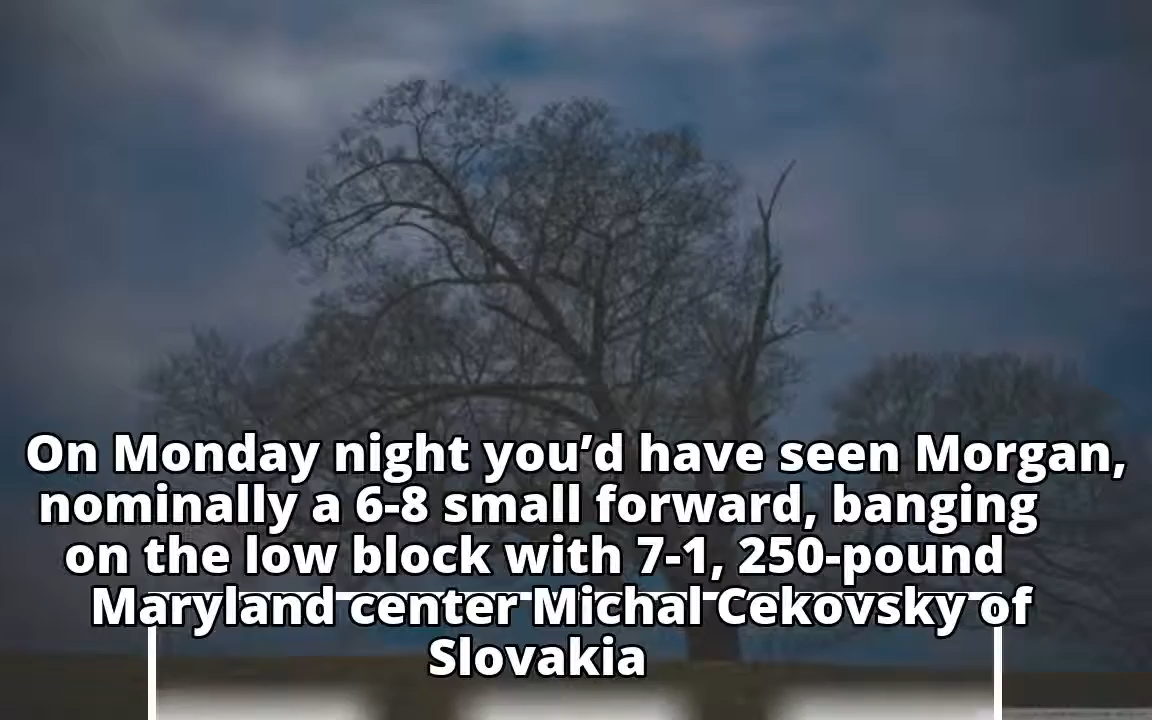 On Monday night you’d have seen Morgan,
nominally a 6-8 small forward, banging
on the low block with 7-1, 250-pound
Maryland center Michal Cekovsky of
Slovakia